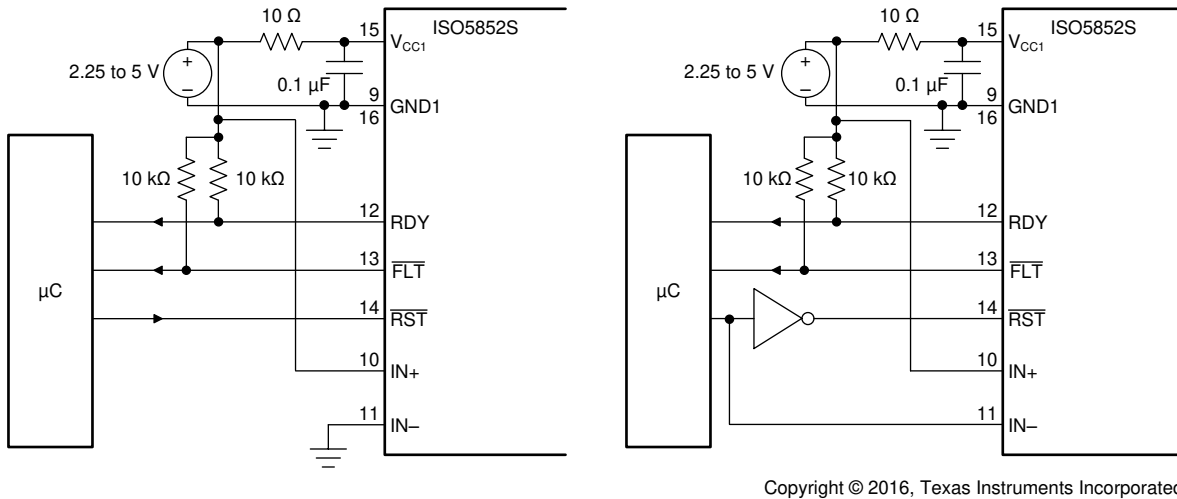 10 Ω
15
ISO5852S
VCC1
2.25 to 5 V
+
–
0.1 µF
9
GND1
16
10 kΩ
10 kΩ
12
RDY
13
FLT
µC
14
RST
10
IN+
11
IN–
10 Ω
15
ISO5852S
VCC1
2.25 to 5 V
+
–
0.1 µF
9
GND1
16
10 kΩ
10 kΩ
12
RDY
13
FLT
µC
14
RST
10
IN+
11
IN–
Copyright © 2016, Texas Instruments Incorporated